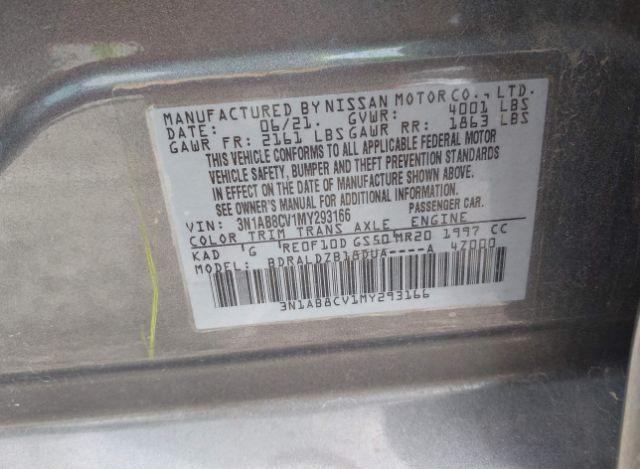 MANUFACTURED BY NISSAN MOTOR CO., LTD.
DATE: 06/21. GVWR: 4001 LBS
GAWR FR: 2161 LBS GAWR RR: 1863 LBS
THIS VEHICLE CONFORMS TO ALL APPLICABLE FEDERAL MOTOR
VEHICLE SAFETY, BUMPER AND THEFT PREVENTION STANDARDS
IN EFFECT ON THE DATE OF MANUFACTURE SHOWN ABOVE.
SEE OWNER'S MANUAL FOR ADDITIONAL INFORMATION.
VIN: 3N1AB8CV1MY293166 PASSENGER CAR.
COLOR TRIM TRANS AXLE ENGINE
KAD G RE0F10D GS50 MR20 1997 CC
MODEL: BDRALDZB18DUA----A 4Z000
3N1AB8CV1MY293166